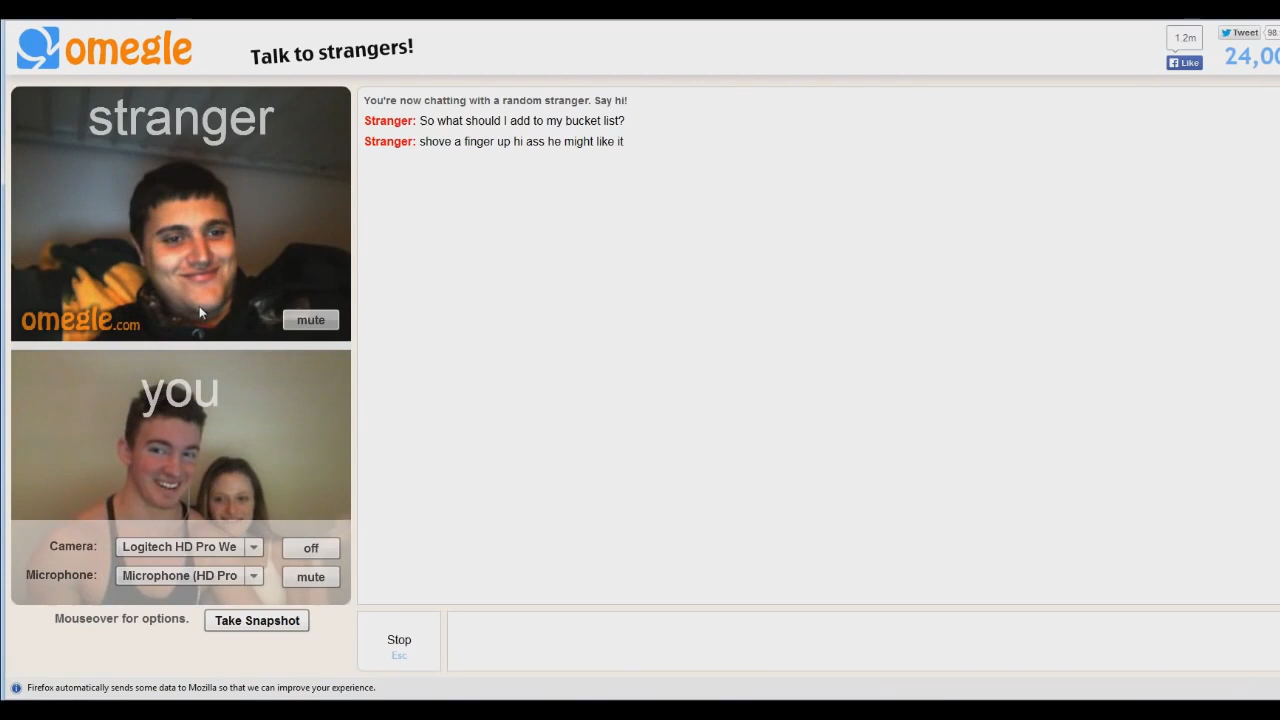 omegle
Talk to strangers!
1.2m
Tweet
98.
Like
24,00
stranger
omegle.com
mute
You're now chatting with a random stranger. Say hi!
Stranger: So what should I add to my bucket list?
Stranger: shove a finger up hi ass he might like it
you
Camera: Logitech HD Pro We off
Microphone: Microphone (HD Pro mute
Mouseover for options. Take Snapshot
Stop
Esc
Firefox automatically sends some data to Mozilla so that we can improve your experience.